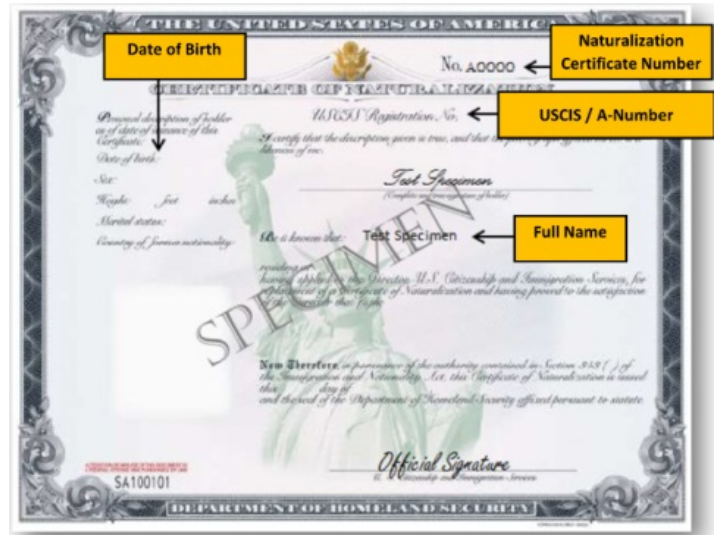 THE UNITED STATES OF AMERICA
No. A0000
Naturalization
Certificate Number
Date of Birth
CERTIFICATE OF NATURALIZATION
Personal description of holder
as of date of issuance of this
Certificate:
Date of birth:
Sex:
Height: feet inches
Marital status:
Country of former nationality:
USCIS Registration No.
USCIS / A-Number
I certify that the description given is true, and that the
likeness of me.
Test Specimen
(Complete and true signature of holder)
SPECIMEN
Be it known that: Test Specimen
Full Name
residing at
having applied to the Director, U.S. Citizenship and Immigration Services, for
replacement of a Certificate of Naturalization and having proved to the satisfaction
of the Director that (s)he
Now Therefore, in pursuance of the authority contained in Section 343 ( ) of
the Immigration and Nationality Act, this Certificate of Naturalization is issued
this day of
and the seal of the Department of Homeland Security affixed pursuant to statute.
SA100101
Official Signature
U. S. Citizenship and Immigration Services
DEPARTMENT OF HOMELAND SECURITY